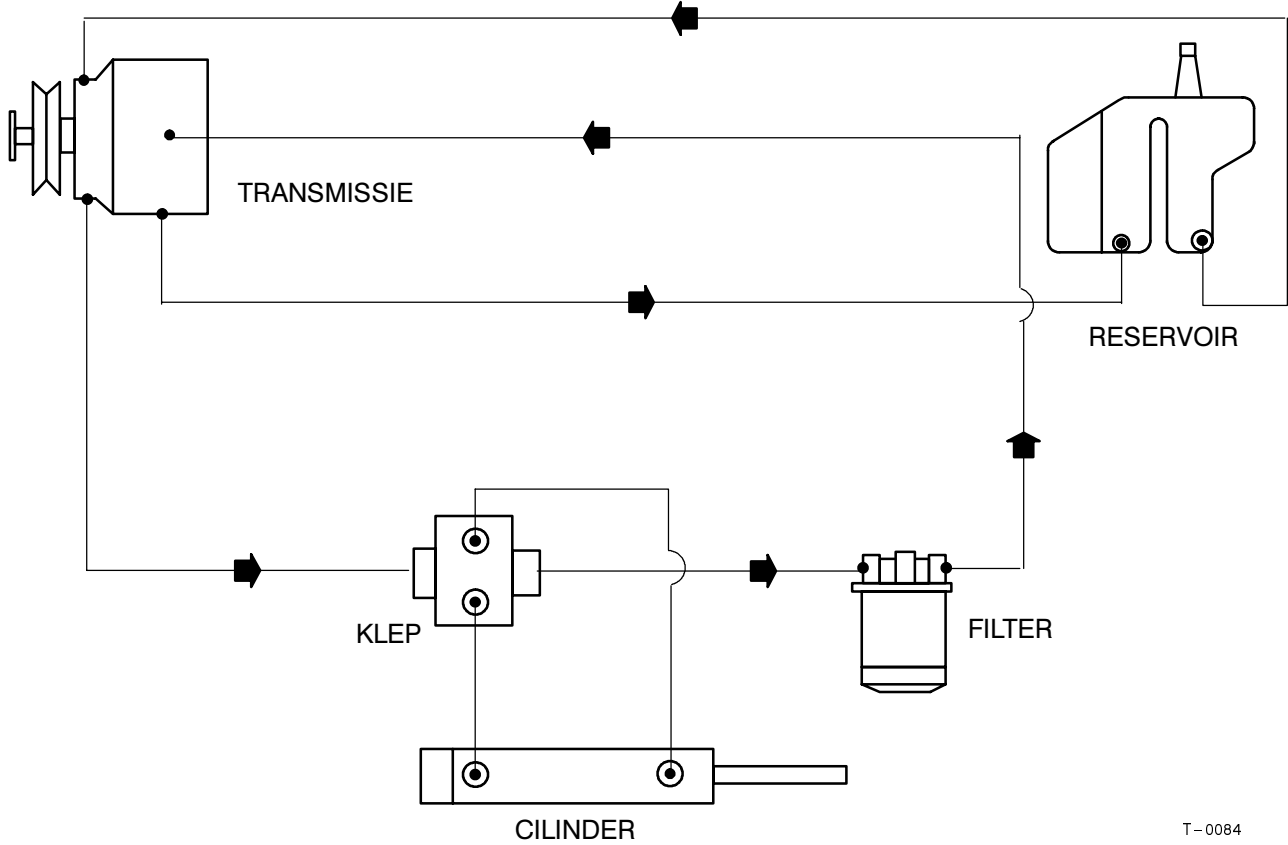 TRANSMISSIE
RESERVOIR
KLEP
FILTER
CILINDER
T-0084